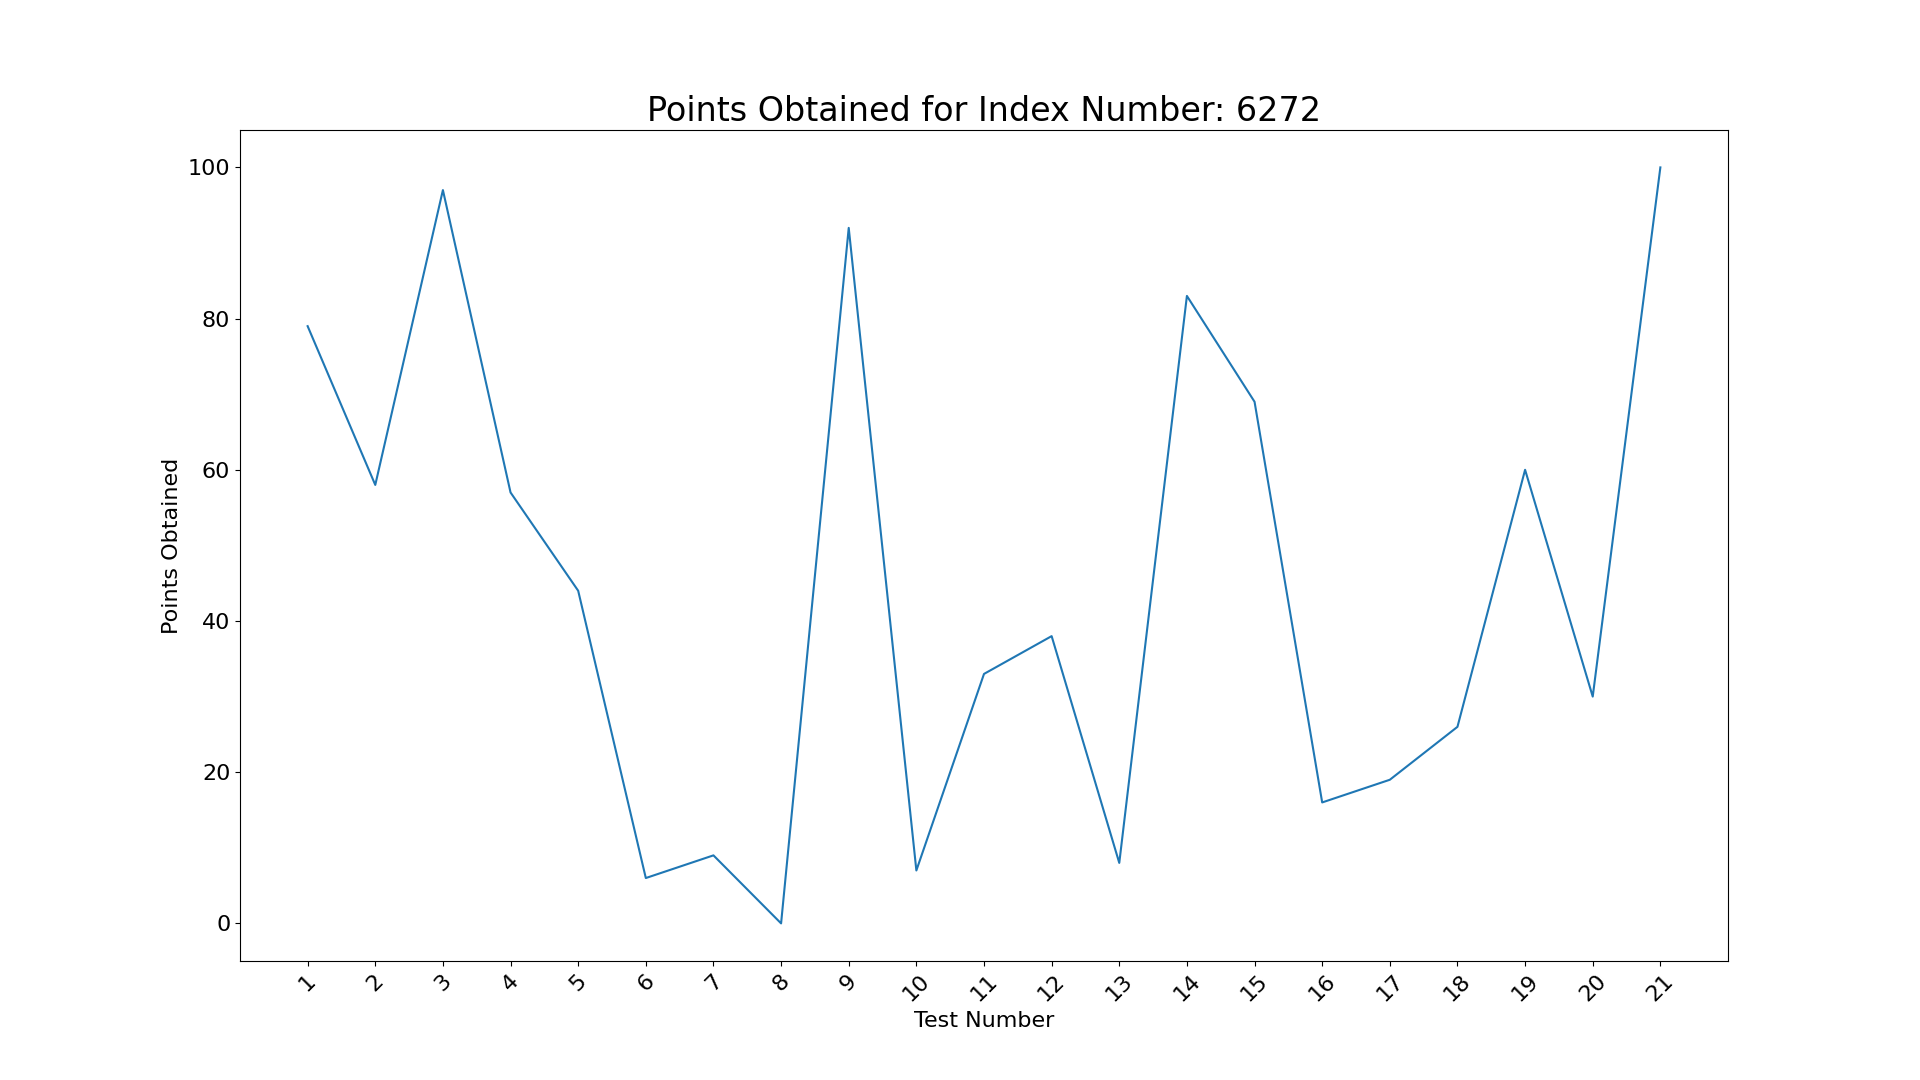 Points Obtained for Index Number: 6272
100
80
60
40
20
0
Points Obtained
1 2 3 4 5 6 7 8 9 10 11 12 13 14 15 16 17 18 19 20 21
Test Number